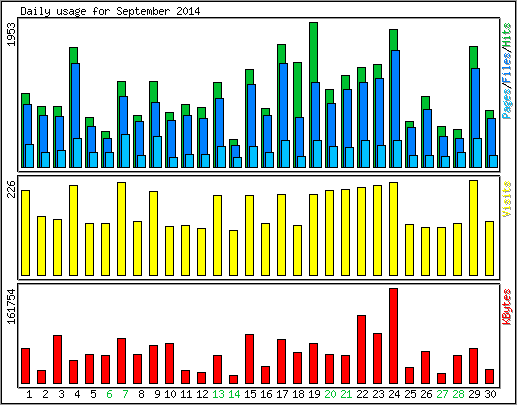 Daily usage for September 2014
1953
Pages/Files/Hits
226
Visits
161754
KBytes
1 2 3 4 5 6 7 8 9 10 11 12 13 14 15 16 17 18 19 20 21 22 23 24 25 26 27 28 29 30